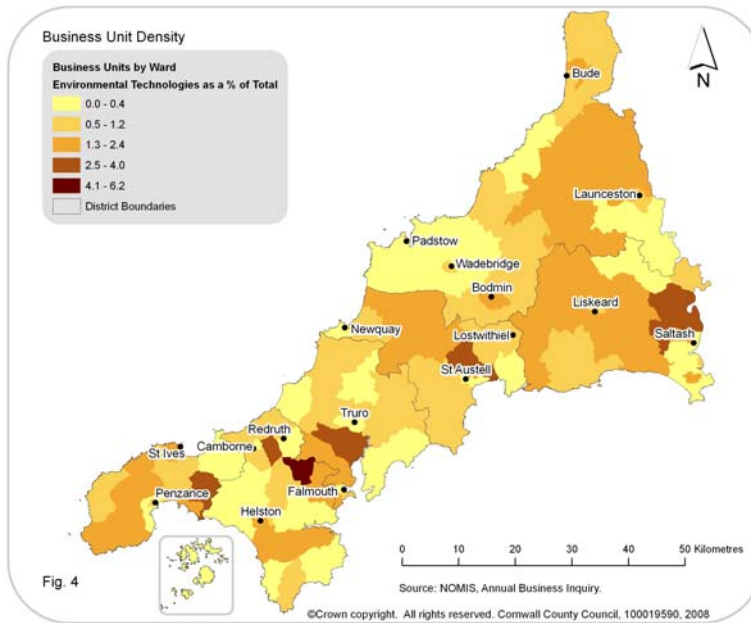 Business Unit Density
Business Units by Ward
Environmental Technologies as a % of Total
0.0 - 0.4
0.5 - 1.2
1.3 - 2.4
2.5 - 4.0
4.1 - 6.2
District Boundaries
N
Bude
Launceston
Padstow
Wadebridge
Bodmin
Liskeard
Newquay
Lostwithiel
Saltash
St Austell
Truro
Redruth
Camborne
St Ives
Penzance
Falmouth
Helston
0 10 20 30 40 50 Kilometres
Fig. 4
Source: NOMIS, Annual Business Inquiry.
©Crown copyright. All rights reserved. Cornwall County Council, 100019590, 2008